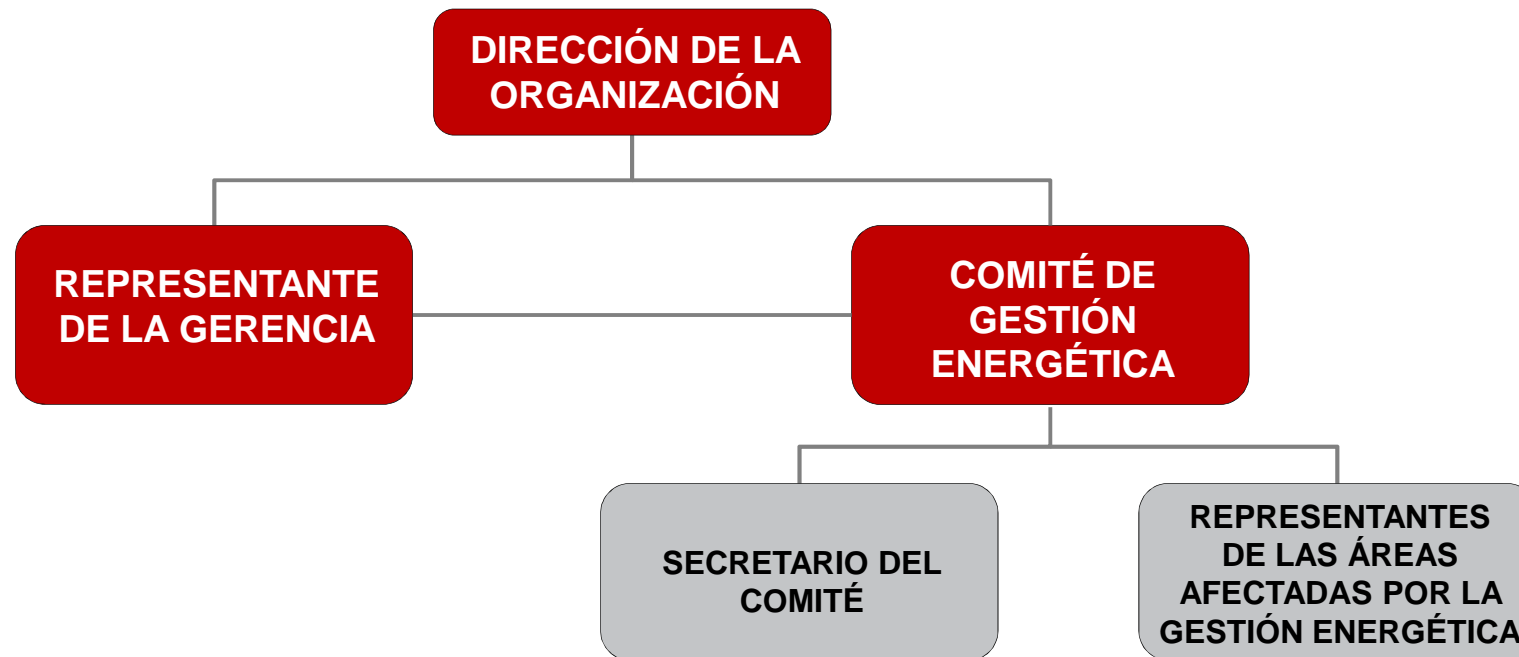 DIRECCIÓN DE LA
ORGANIZACIÓN
REPRESENTANTE
DE LA GERENCIA
COMITÉ DE
GESTIÓN
ENERGÉTICA
SECRETARIO DEL
COMITÉ
REPRESENTANTES
DE LAS ÁREAS
AFECTADAS POR LA
GESTIÓN ENERGÉTICA